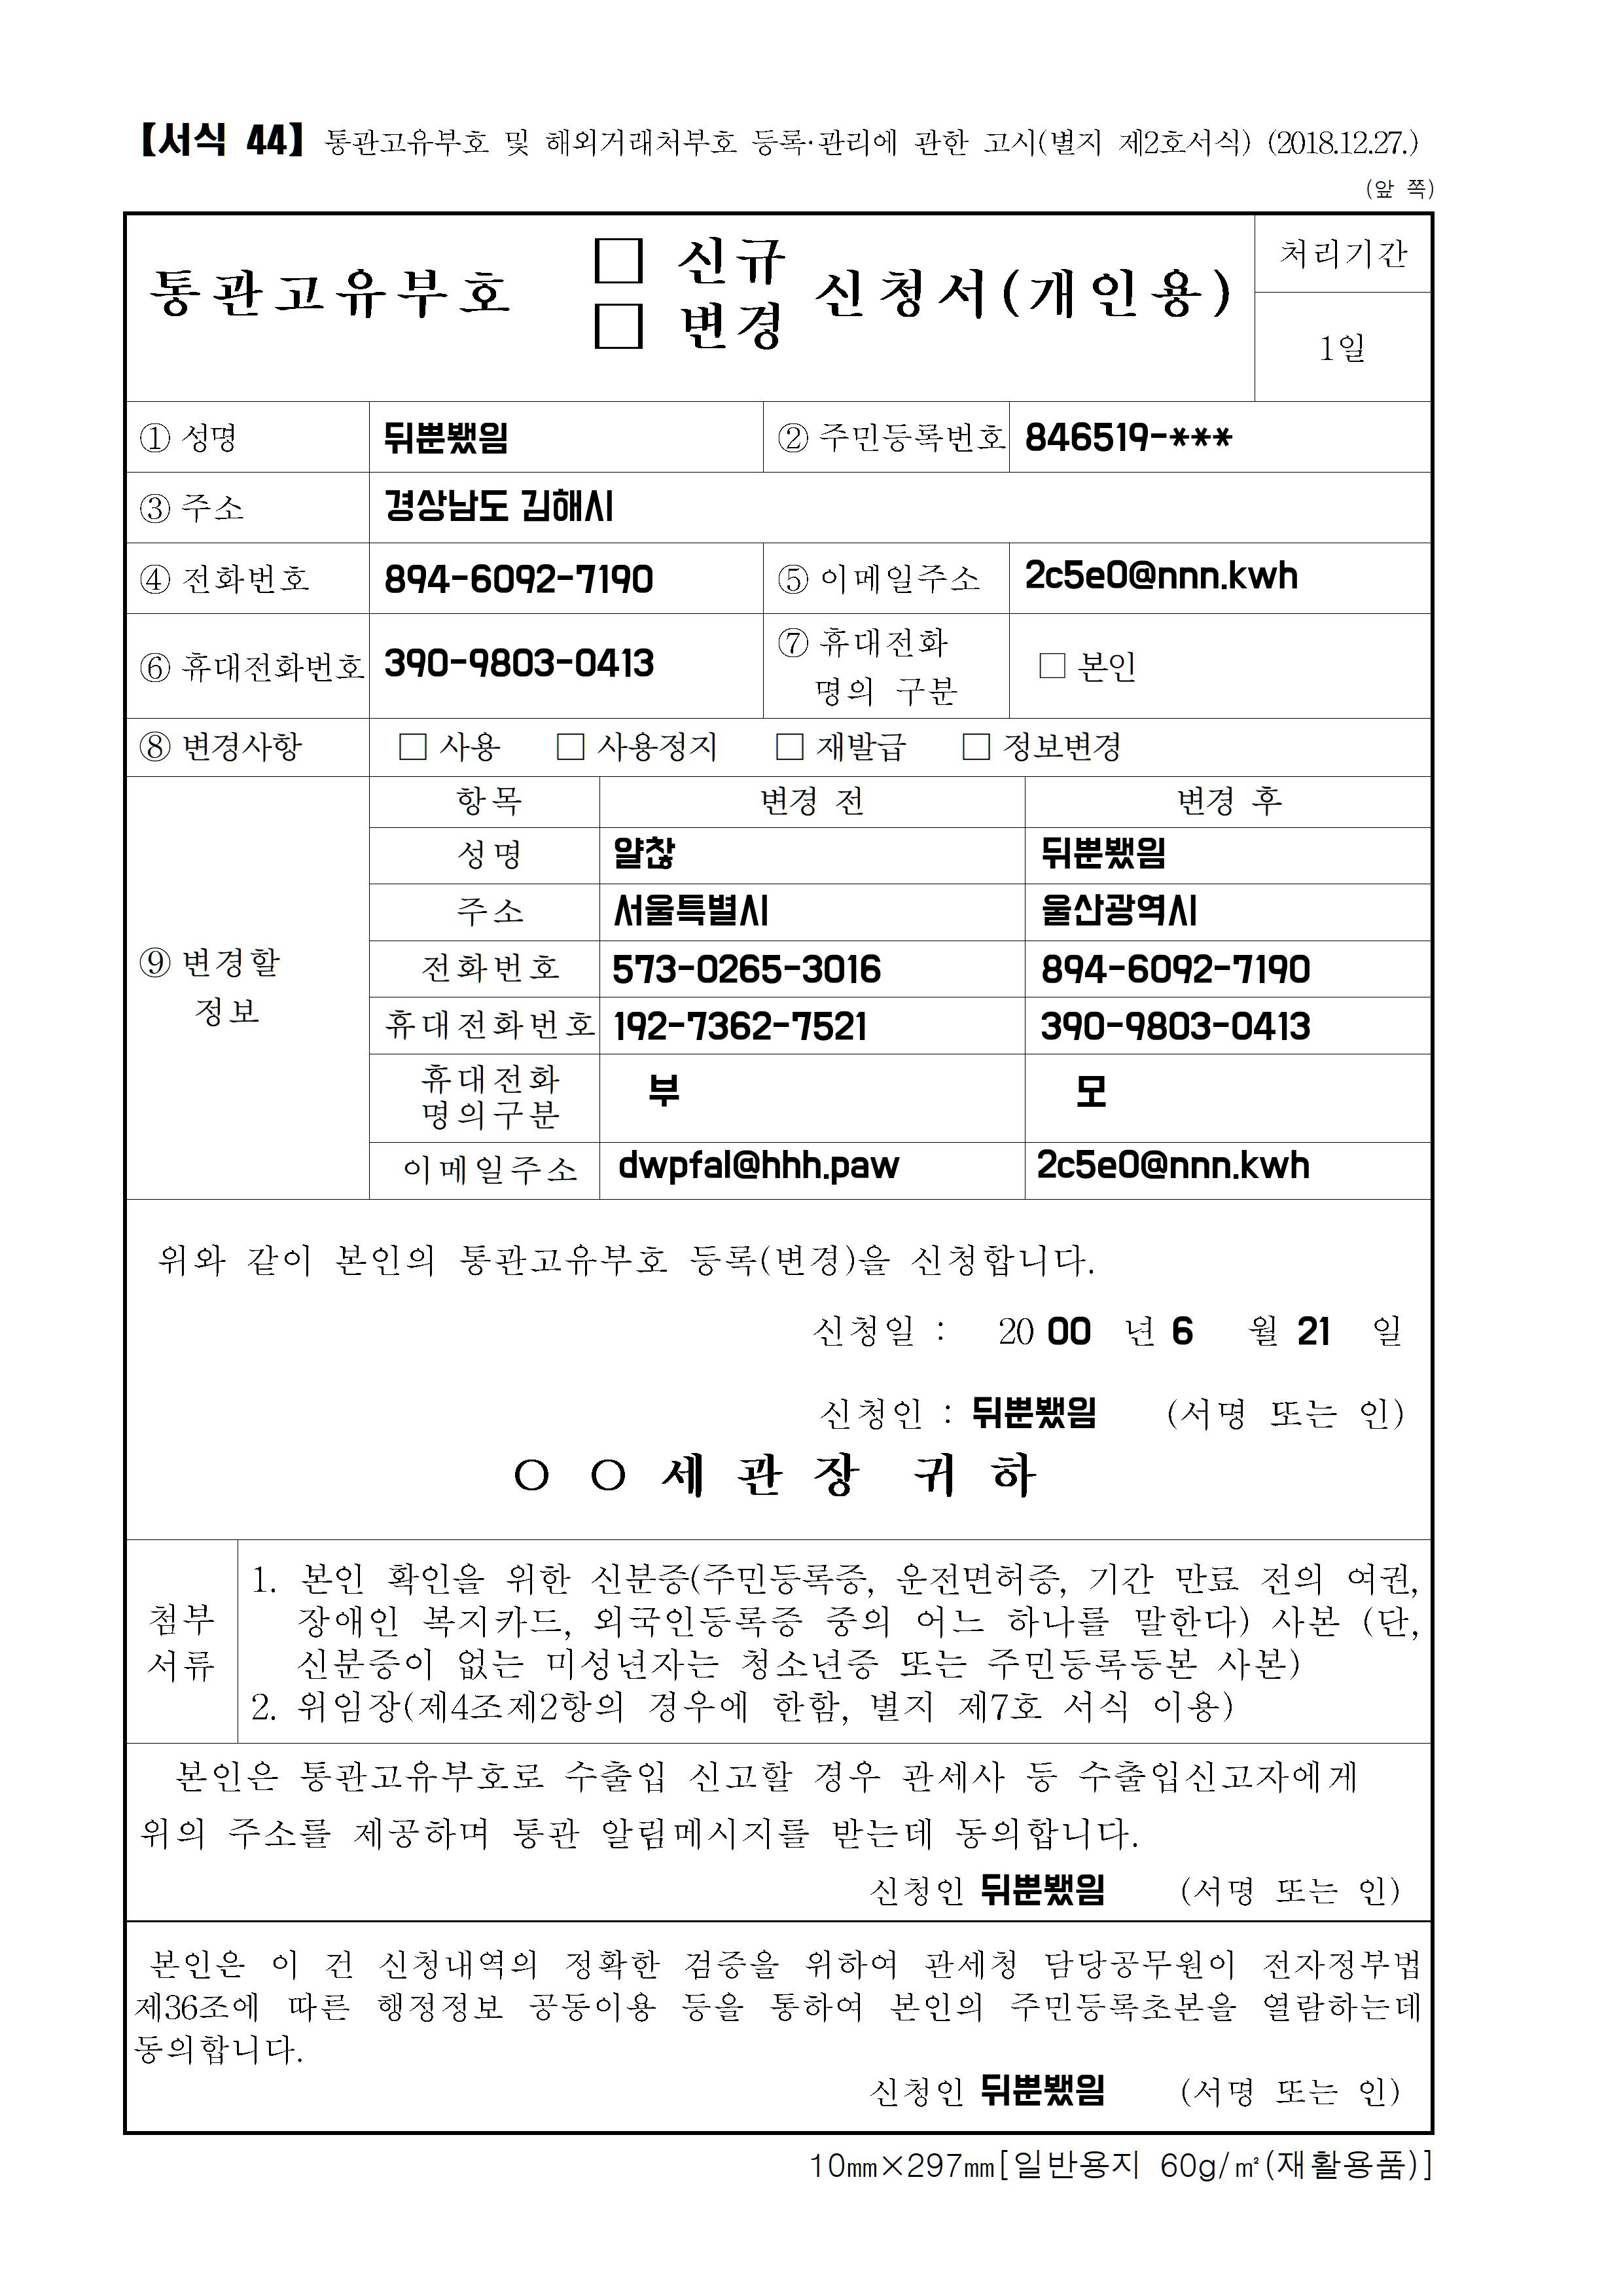 【서식 44】 통관고유부호 및 해외거래처부호 등록·관리에 관한 고시(별지 제2호서식) (2018.12.27.)
(앞 쪽)
통관고유부호 □ 신규 □ 변경 신청서(개인용)
처리기간
1일
① 성명 뒤뿐뵀임 ② 주민등록번호 846519-***
③ 주소 경상남도 김해시
④ 전화번호 894-6092-7190 ⑤ 이메일주소 2c5e0@nnn.kwh
⑥ 휴대전화번호 390-9803-0413 ⑦ 휴대전화 명의 구분 □ 본인
⑧ 변경사항 □ 사용 □ 사용정지 □ 재발급 □ 정보변경
⑨ 변경할 정보
항목 변경 전 변경 후
성명 얄찮 뒤뿐뵀임
주소 서울특별시 울산광역시
전화번호 573-0265-3016 894-6092-7190
휴대전화번호 192-7362-7521 390-9803-0413
휴대전화 명의구분 부 모
이메일주소 dwpfal@hhh.paw 2c5e0@nnn.kwh
위와 같이 본인의 통관고유부호 등록(변경)을 신청합니다.
신청일 : 20 00 년 6 월 21 일
신청인 : 뒤뿐뵀임 (서명 또는 인)
○ ○ 세 관 장 귀 하
첨부 서류
1. 본인 확인을 위한 신분증(주민등록증, 운전면허증, 기간 만료 전의 여권,
장애인 복지카드, 외국인등록증 중의 어느 하나를 말한다) 사본 (단,
신분증이 없는 미성년자는 청소년증 또는 주민등록등본 사본)
2. 위임장(제4조제2항의 경우에 한함, 별지 제7호 서식 이용)
본인은 통관고유부호로 수출입 신고할 경우 관세사 등 수출입신고자에게
위의 주소를 제공하며 통관 알림메시지를 받는데 동의합니다.
신청인 뒤뿐뵀임 (서명 또는 인)
본인은 이 건 신청내역의 정확한 검증을 위하여 관세청 담당공무원이 전자정부법
제36조에 따른 행정정보 공동이용 등을 통하여 본인의 주민등록초본을 열람하는데
동의합니다.
신청인 뒤뿐뵀임 (서명 또는 인)
10㎜×297㎜[일반용지 60g/㎡(재활용품)]